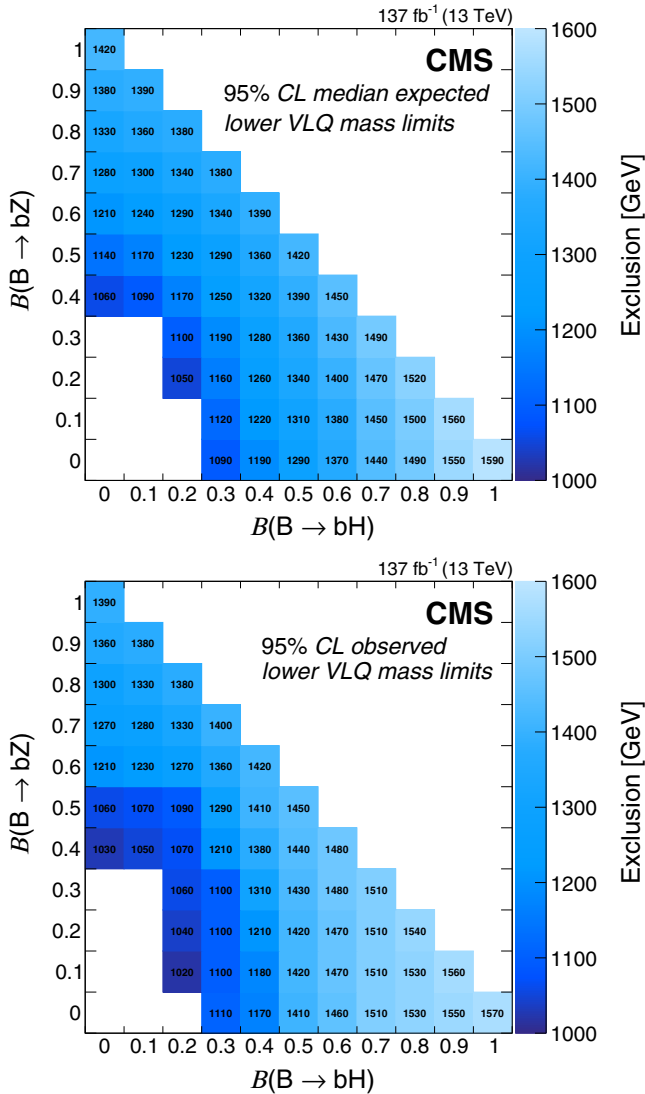 137 fb⁻¹ (13 TeV)
CMS
95% CL median expected
lower VLQ mass limits
1 1420
0.9 1380 1390
0.8 1330 1360 1380
0.7 1280 1300 1340 1380
0.6 1210 1240 1290 1340 1390
0.5 1140 1170 1230 1290 1360 1420
0.4 1060 1090 1170 1250 1320 1390 1450
0.3 1100 1190 1280 1360 1430 1490
0.2 1050 1160 1260 1340 1400 1470 1520
0.1 1120 1220 1310 1380 1450 1500 1560
0 1090 1190 1290 1370 1440 1490 1550 1590
0 0.1 0.2 0.3 0.4 0.5 0.6 0.7 0.8 0.9 1
B(B → bH)
B(B → bZ)
1600
1500
1400
1300
1200
1100
1000
Exclusion [GeV]
137 fb⁻¹ (13 TeV)
CMS
95% CL observed
lower VLQ mass limits
1 1390
0.9 1360 1380
0.8 1300 1330 1380
0.7 1270 1280 1330 1400
0.6 1210 1230 1270 1360 1420
0.5 1060 1070 1090 1290 1410 1450
0.4 1030 1050 1070 1210 1380 1440 1480
0.3 1060 1100 1310 1430 1480 1510
0.2 1040 1100 1210 1420 1470 1510 1540
0.1 1020 1100 1180 1420 1470 1510 1530 1560
0 1110 1170 1410 1460 1510 1530 1550 1570
0 0.1 0.2 0.3 0.4 0.5 0.6 0.7 0.8 0.9 1
B(B → bH)
B(B → bZ)
1600
1500
1400
1300
1200
1100
1000
Exclusion [GeV]